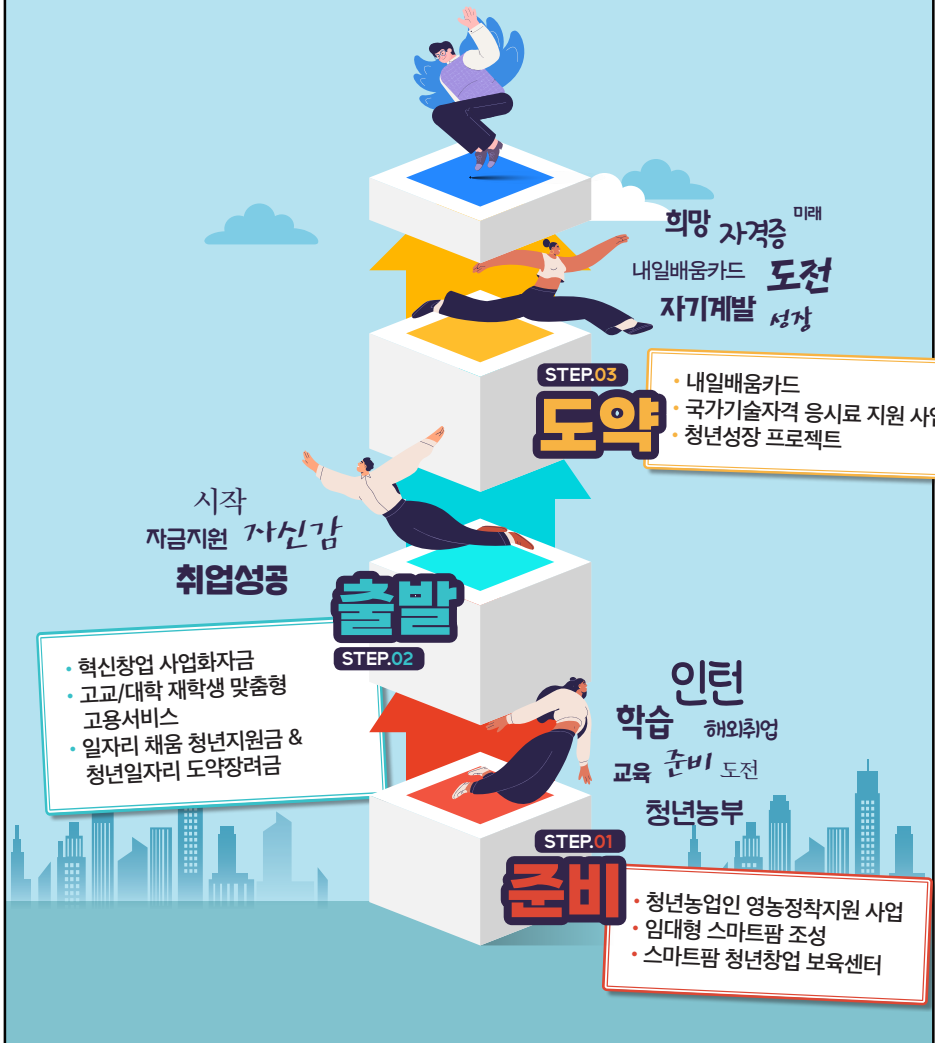 희망 자격증 미래
내일배움카드 도전
자기계발 성장
STEP.03
도약
• 내일배움카드
• 국가기술자격 응시료 지원
• 청년성장 프로젝트
시작
자금지원 자신감
취업성공
출발
STEP.02
• 혁신창업 사업화자금
• 고교/대학 재학생 맞춤형
고용서비스
• 일자리 채움 청년지원금 &
청년일자리 도약장려금
인턴
학습 해외취업
교육 준비 도전
청년농부
STEP.01
준비
• 청년농업인 영농정착지원 사업
• 임대형 스마트팜 조성
• 스마트팜 청년창업 보육센터